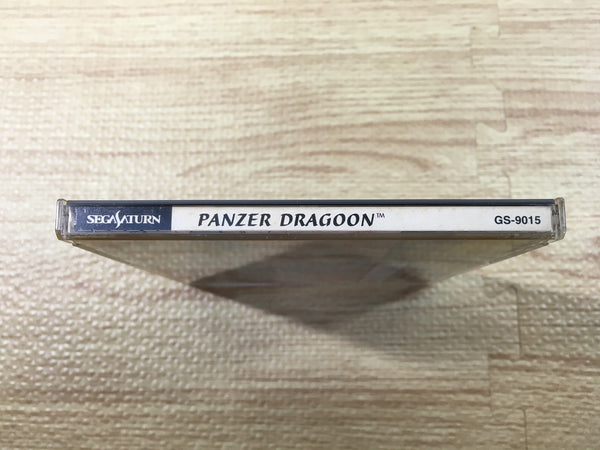 SEGA SATURN PANZER DRAGOON™ GS-9015